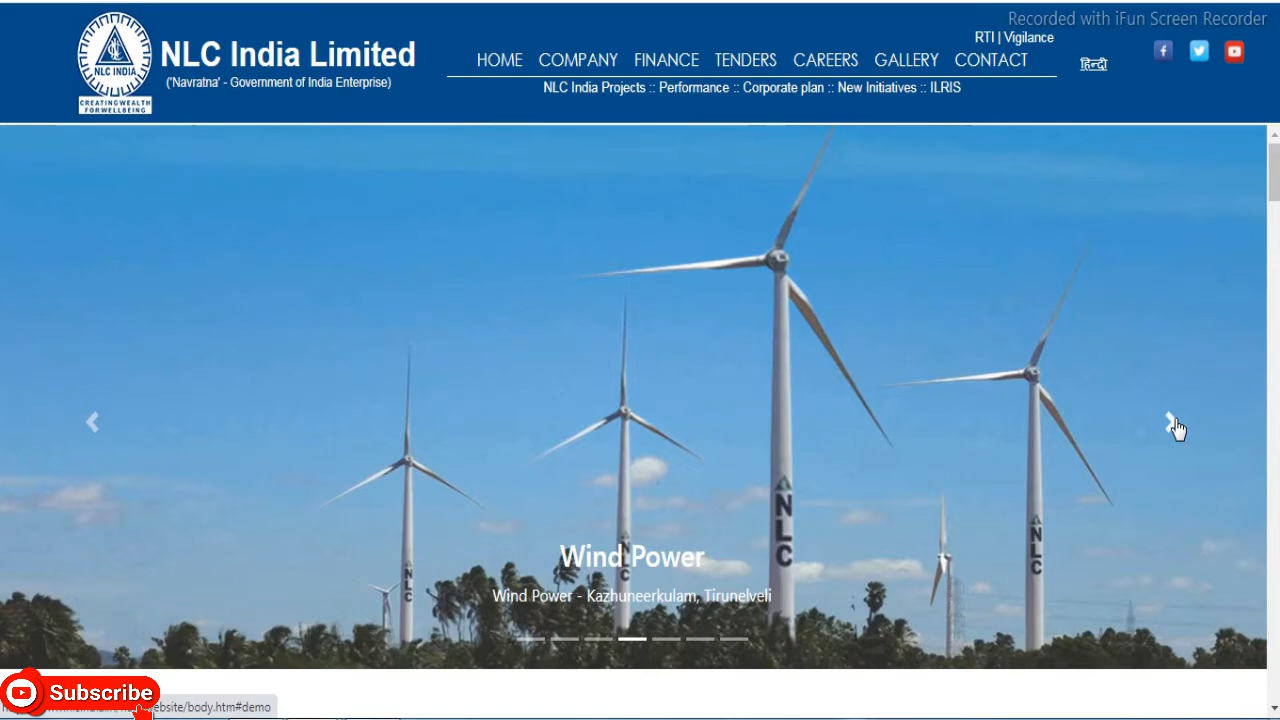 Recorded with iFun Screen Recorder
RTI | Vigilance
NLC INDIA
CREATING WEALTH
FOR WELLBEING
NLC India Limited
('Navratna' - Government of India Enterprise)
HOME COMPANY FINANCE TENDERS CAREERS GALLERY CONTACT
हिन्दी
NLC India Projects :: Performance :: Corporate plan :: New Initiatives :: ILRIS
NLC
NLC
NLC
NLC
Wind Power
Wind Power - Kazhuneerkulam, Tirunelveli
Subscribe
ebsite/body.htm#demo